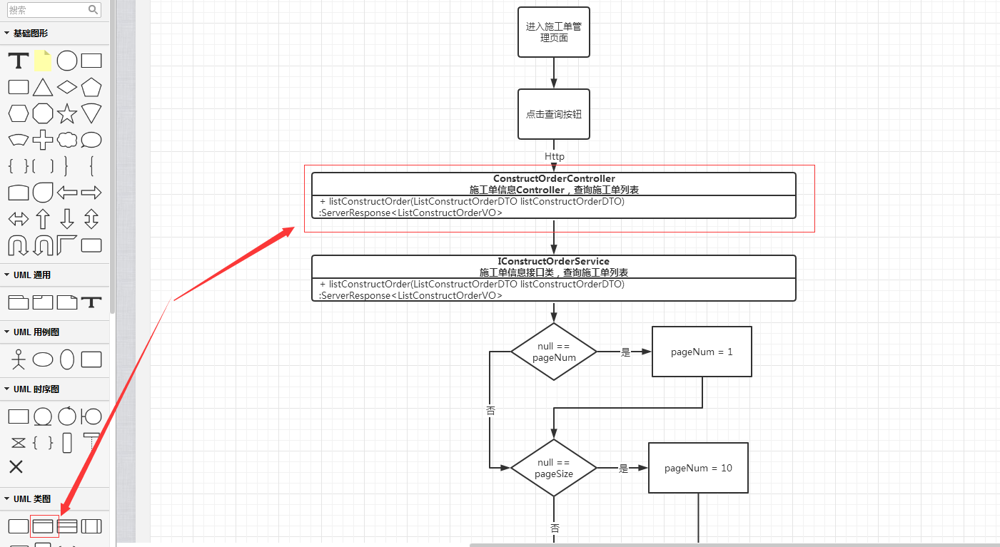 搜索
基础图形
UML 通用
UML 用例图
UML 时序图
UML 类图
进入施工单管
理页面
点击查询按钮
Http
ConstructOrderController
施工单信息Controller，查询施工单列表
+ listConstructOrder(ListConstructOrderDTO listConstructOrderDTO)
:ServerResponse<ListConstructOrderVO>
IConstructOrderService
施工单信息接口类，查询施工单列表
+ listConstructOrder(ListConstructOrderDTO listConstructOrderDTO)
:ServerResponse<ListConstructOrderVO>
null ==
pageNum
是
pageNum = 1
否
null ==
pageSize
是
pageNum = 10
否